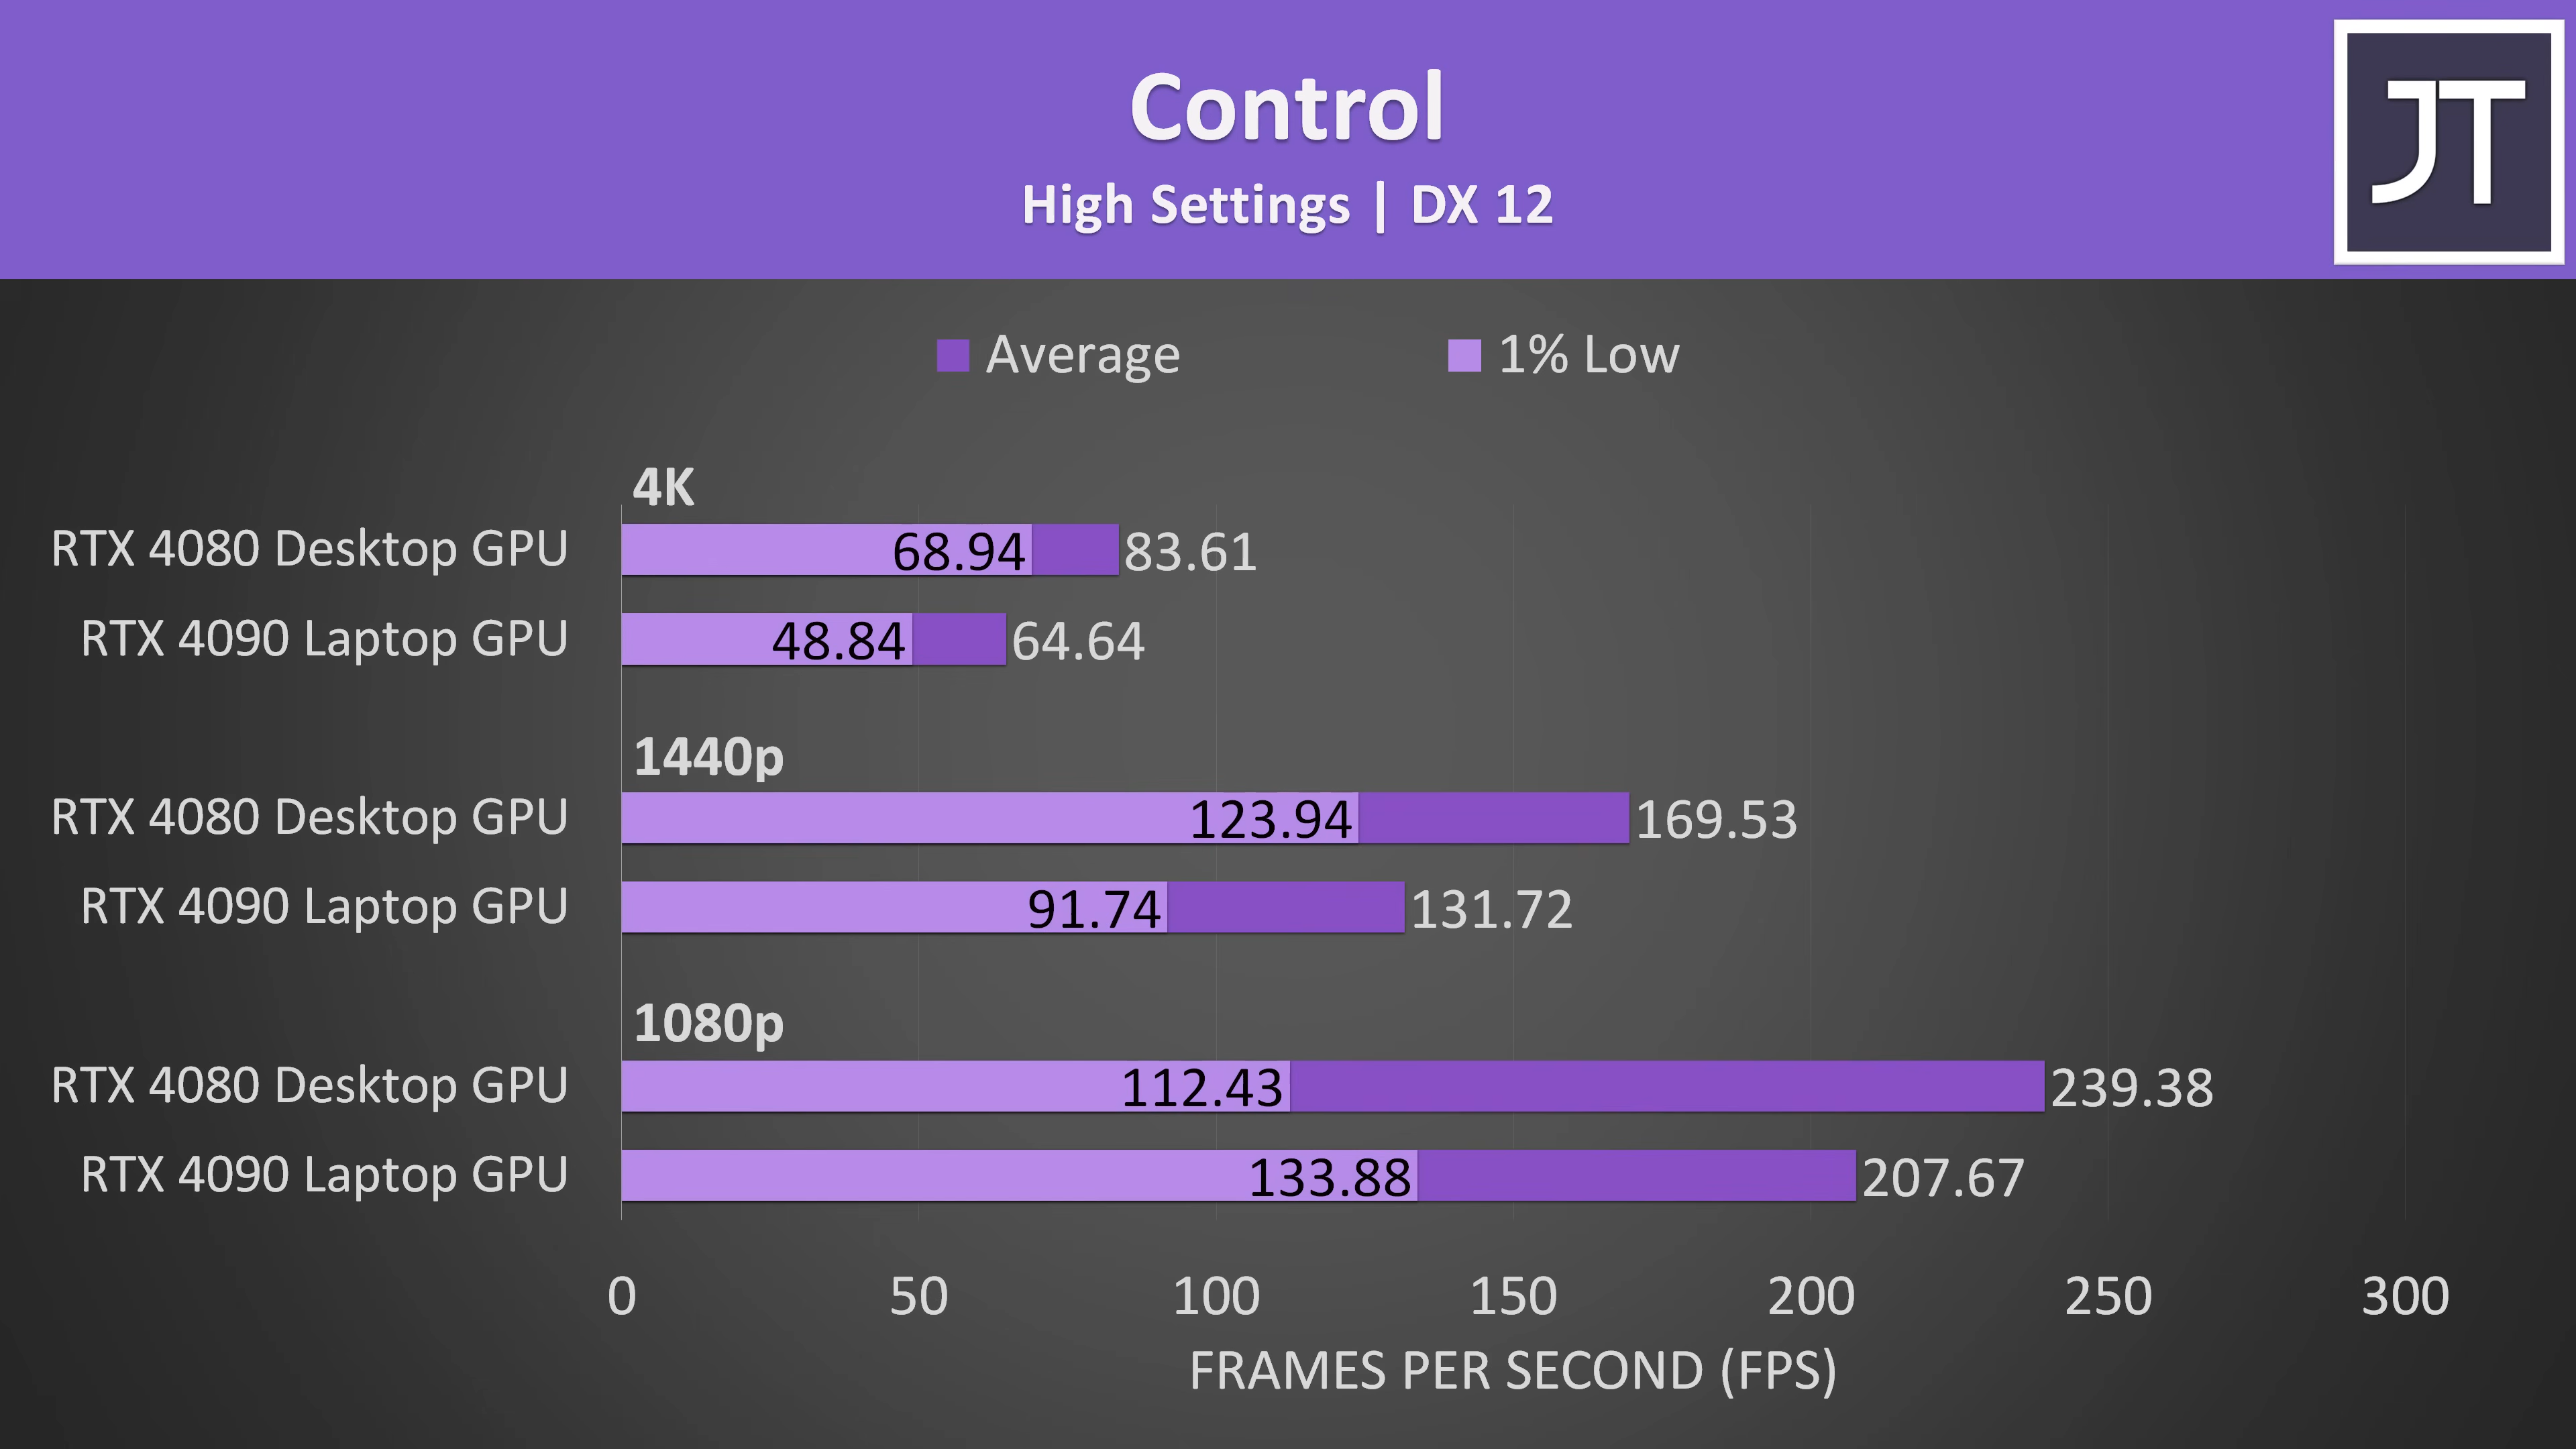 Control
High Settings | DX 12
JT
Average
1% Low
4K
RTX 4080 Desktop GPU
68.94
83.61
RTX 4090 Laptop GPU
48.84
64.64
1440p
RTX 4080 Desktop GPU
123.94
169.53
RTX 4090 Laptop GPU
91.74
131.72
1080p
RTX 4080 Desktop GPU
112.43
239.38
RTX 4090 Laptop GPU
133.88
207.67
0 50 100 150 200 250 300
FRAMES PER SECOND (FPS)